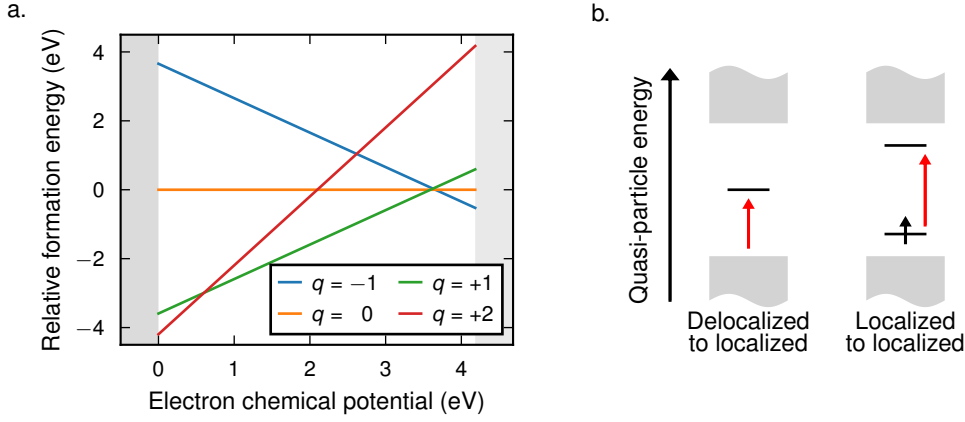 a.
Relative formation energy (eV)
4
2
0
−2
−4
q = −1
q = +1
q = 0
q = +2
0 1 2 3 4
Electron chemical potential (eV)
b.
Quasi-particle energy
Delocalized
to localized
Localized
to localized